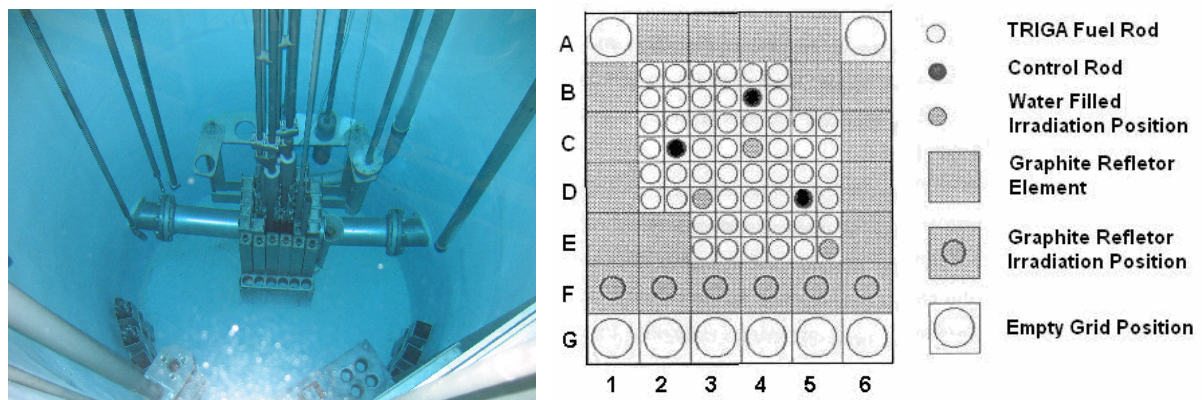 A
B
C
D
E
F
G
1 2 3 4 5 6
TRIGA Fuel Rod
Control Rod
Water Filled
Irradiation Position
Graphite Refletor
Element
Graphite Refletor
Irradiation Position
Empty Grid Position